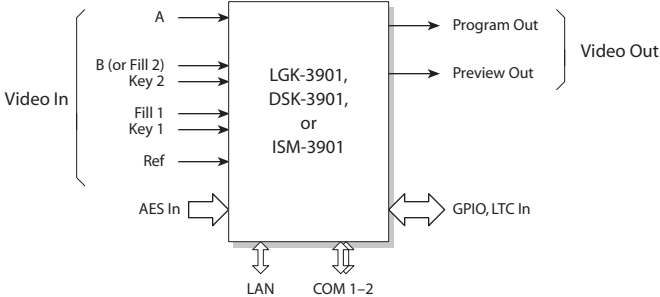 A
B (or Fill 2)
Key 2
Video In
Fill 1
Key 1
Ref
AES In
LGK-3901,
DSK-3901,
or
ISM-3901
Program Out
Video Out
Preview Out
GPIO, LTC In
LAN
COM 1–2